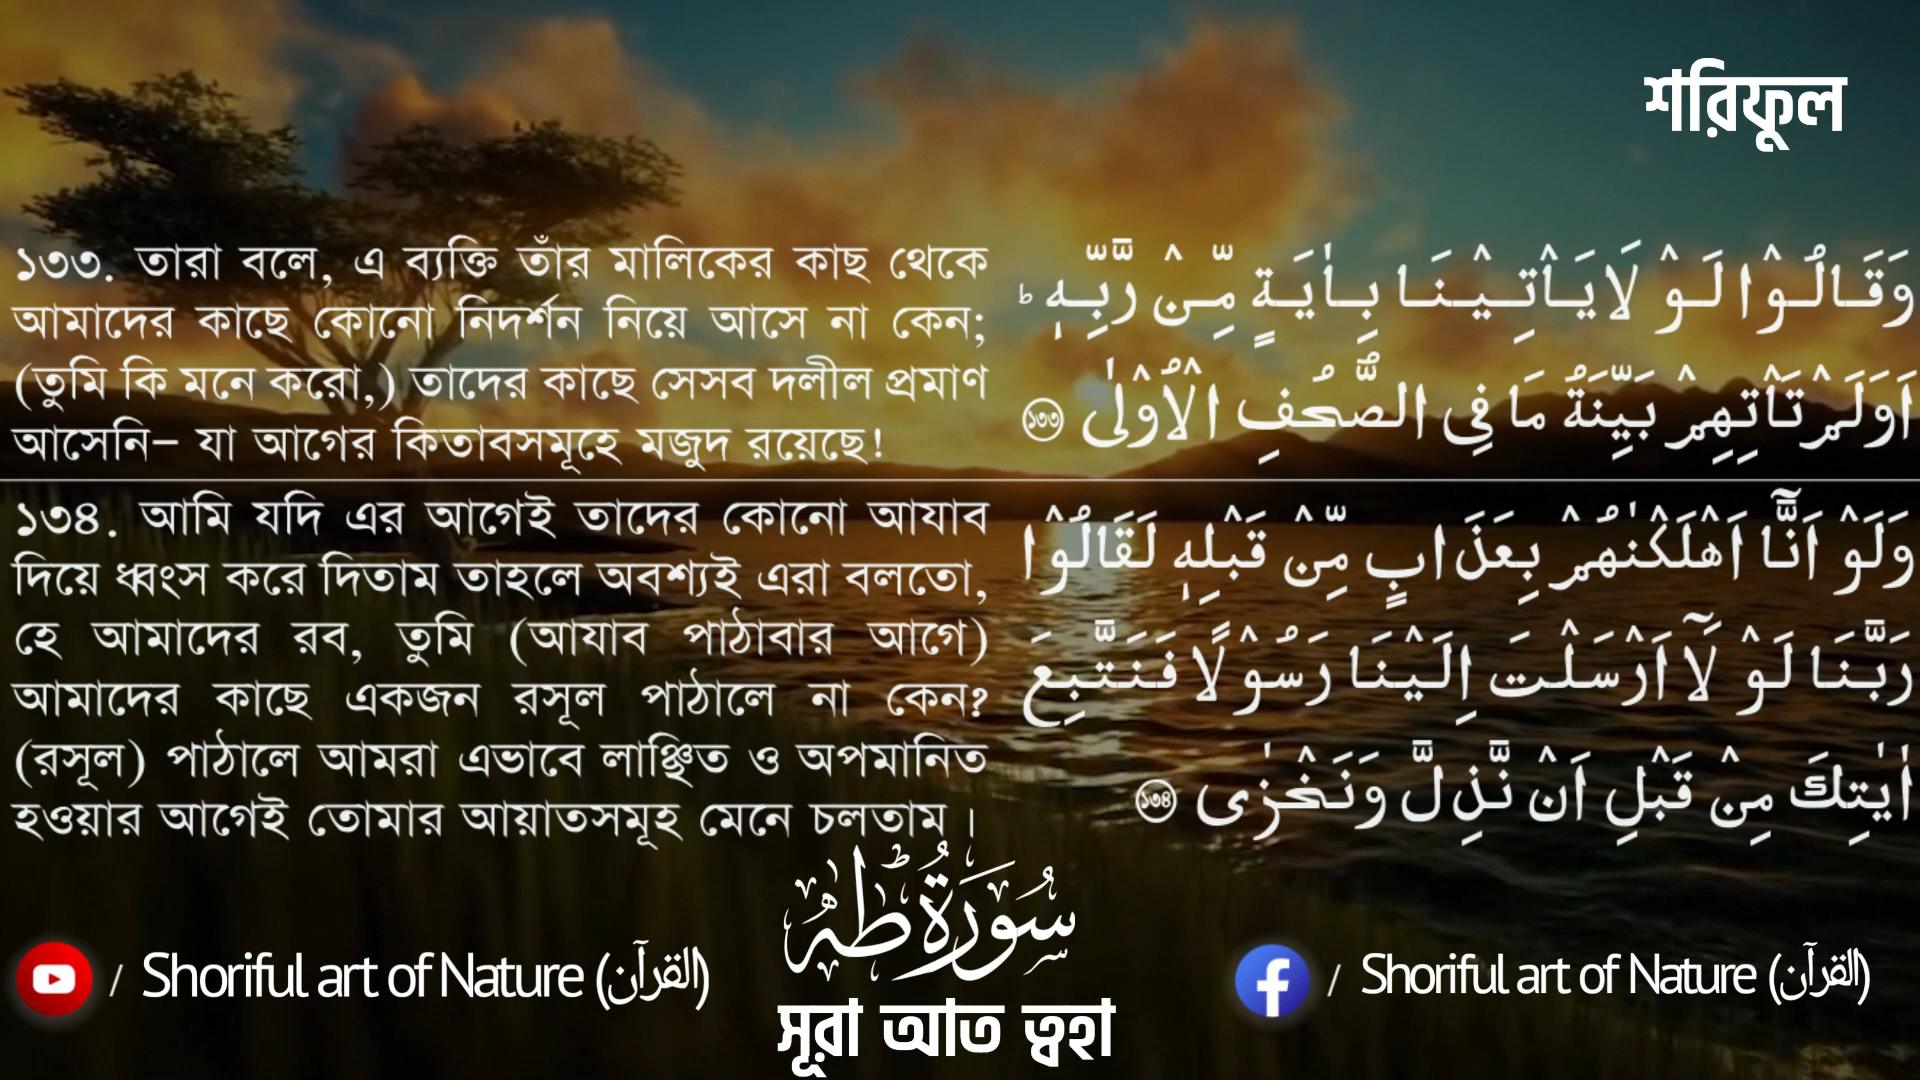 শরিফুল
১৩৩. তারা বলে, এ ব্যক্তি তাঁর মালিকের কাছ থেকে
আমাদের কাছে কোনো নিদর্শন নিয়ে আসে না কেন;
(তুমি কি মনে করো,) তাদের কাছে সেসব দলীল প্রমাণ
আসেনি– যা আগের কিতাবসমূহে মজুদ রয়েছে!
وَقَالُوْا لَوْ لَا يَاْتِيْنَا بِاٰيَةٍ مِّنْ رَّبِّهٖ ؕ
اَوَلَمْ تَاْتِهِمْ بَيِّنَةُ مَا فِي الصُّحُفِ الْاُوْلٰى ১৩৩
১৩৪. আমি যদি এর আগেই তাদের কোনো আযাব
দিয়ে ধ্বংস করে দিতাম তাহলে অবশ্যই এরা বলতো,
হে আমাদের রব, তুমি (আযাব পাঠাবার আগে)
আমাদের কাছে একজন রসূল পাঠালে না কেন?
(রসূল) পাঠালে আমরা এভাবে লাঞ্ছিত ও অপমানিত
হওয়ার আগেই তোমার আয়াতসমূহ মেনে চলতাম।
وَلَوْ اَنَّآ اَهْلَكْنٰهُمْ بِعَذَابٍ مِّنْ قَبْلِهٖ لَقَالُوْا
رَبَّنَا لَوْ لَآ اَرْسَلْتَ اِلَيْنَا رَسُوْلًا فَنَتَّبِعَ
اٰيٰتِكَ مِنْ قَبْلِ اَنْ نَّذِلَّ وَنَخْزٰى ১৩৪
سُوْرَةُ طٰهٰ
সূরা আত ত্বহা
/ Shoriful art of Nature (القرآن)
/ Shoriful art of Nature (القرآن)